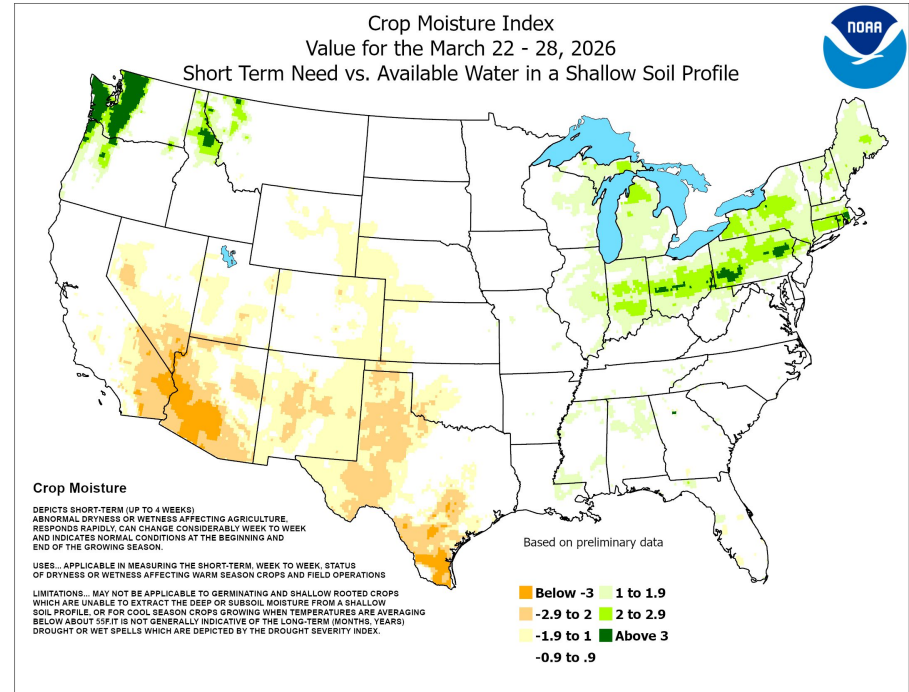 Crop Moisture Index
Value for the March 22 - 28, 2026
Short Term Need vs. Available Water in a Shallow Soil Profile
NOAA
Crop Moisture
DEPICTS SHORT-TERM (UP TO 4 WEEKS)
ABNORMAL DRYNESS OR WETNESS AFFECTING AGRICULTURE,
RESPONDS RAPIDLY, CAN CHANGE CONSIDERABLY WEEK TO WEEK
AND INDICATES NORMAL CONDITIONS AT THE BEGINNING AND
END OF THE GROWING SEASON.
USES... APPLICABLE IN MEASURING THE SHORT-TERM, WEEK TO WEEK, STATUS
OF DRYNESS OR WETNESS AFFECTING WARM SEASON CROPS AND FIELD OPERATIONS
LIMITATIONS... MAY NOT BE APPLICABLE TO GERMINATING AND SHALLOW ROOTED CROPS
WHICH ARE UNABLE TO EXTRACT THE DEEP OR SUBSOIL MOISTURE FROM A SHALLOW
SOIL PROFILE, OR FOR COOL SEASON CROPS GROWING WHEN TEMPERATURES ARE AVERAGING
BELOW ABOUT 55F.IT IS NOT GENERALLY INDICATIVE OF THE LONG-TERM (MONTHS, YEARS)
DROUGHT OR WET SPELLS WHICH ARE DEPICTED BY THE DROUGHT SEVERITY INDEX.
Based on preliminary data
Below -3
-2.9 to 2
-1.9 to 1
-0.9 to .9
1 to 1.9
2 to 2.9
Above 3